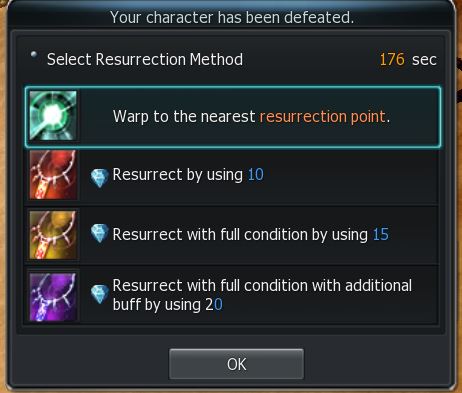 Your character has been defeated.
Select Resurrection Method 176 sec
Warp to the nearest resurrection point.
Resurrect by using 10
Resurrect with full condition by using 15
Resurrect with full condition with additional
buff by using 20
OK